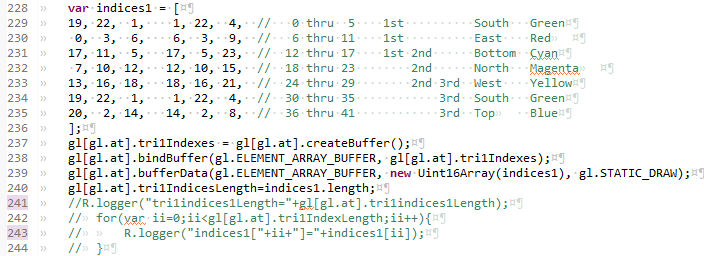 228 » var indices1 = [¤¶
229 » 19, 22, 1, 1, 22, 4, // 0 thru 5 1st South Green¤¶
230 » 0, 3, 6, 6, 3, 9, // 6 thru 11 1st East Red» ¤¶
231 » 17, 11, 5, 17, 5, 23, // 12 thru 17 1st 2nd Bottom Cyan¤¶
232 » 7, 10, 12, 12, 10, 15, // 18 thru 23 2nd North Magenta» ¤¶
233 » 13, 16, 18, 18, 16, 21, // 24 thru 29 2nd 3rd West Yellow¤¶
234 » 19, 22, 1, 1, 22, 4, // 30 thru 35 3rd South Green¤¶
235 » 20, 2, 14, 14, 2, 8, // 36 thru 41 3rd Top» Blue¤¶
236 » ];¤¶
237 » gl[gl.at].tri1Indexes = gl[gl.at].createBuffer();¤¶
238 » gl[gl.at].bindBuffer(gl.ELEMENT_ARRAY_BUFFER, gl[gl.at].tri1Indexes);¤¶
239 » gl[gl.at].bufferData(gl.ELEMENT_ARRAY_BUFFER, new Uint16Array(indices1), gl.STATIC_DRAW);¤¶
240 » gl[gl.at].tri1IndicesLength=indices1.length;¤¶
241 » //R.logger("tri1indices1Length="+gl[gl.at].tri1indices1Length);¤¶
242 » //» for(var ii=0;ii<gl[gl.at].tri1IndexLength;ii++){¤¶
243 » //» » R.logger("indices1["+ii+"]="+indices1[ii]);¤¶
244 » //» }¤¶